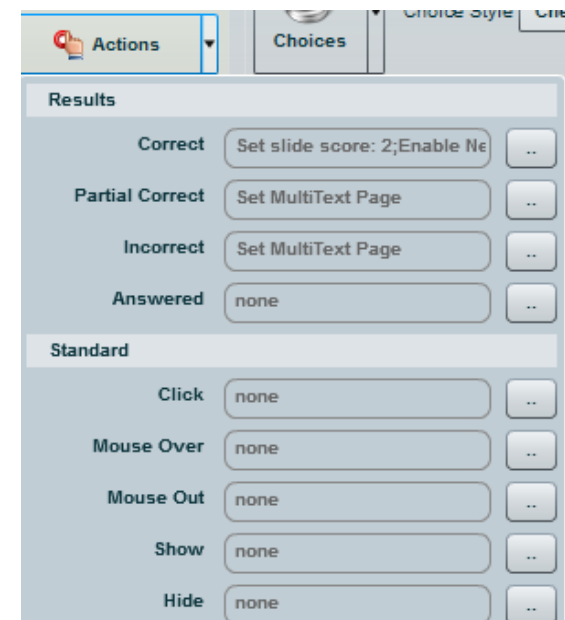 Choice Style
Actions
Choices
Results
Correct Set slide score: 2;Enable Ne ..
Partial Correct Set MultiText Page ..
Incorrect Set MultiText Page ..
Answered none ..
Standard
Click none ..
Mouse Over none ..
Mouse Out none ..
Show none ..
Hide none ..